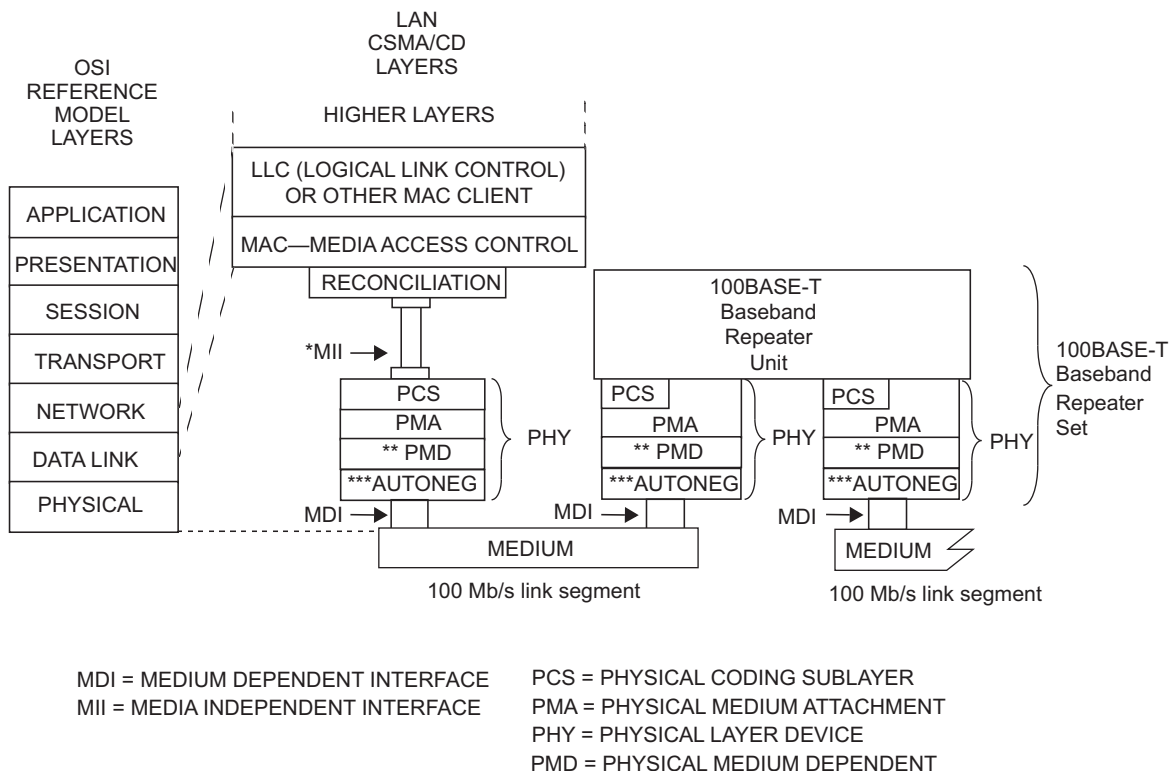 LAN
CSMA/CD
LAYERS
OSI
REFERENCE
MODEL
LAYERS
HIGHER LAYERS
LLC (LOGICAL LINK CONTROL)
OR OTHER MAC CLIENT
MAC—MEDIA ACCESS CONTROL
RECONCILIATION
APPLICATION
PRESENTATION
SESSION
TRANSPORT
NETWORK
DATA LINK
PHYSICAL
*MII
PCS
PMA
** PMD
***AUTONEG
PHY
MDI
100BASE-T
Baseband
Repeater
Unit
PCS
PMA
** PMD
***AUTONEG
PHY
MDI
PCS
PMA
** PMD
***AUTONEG
PHY
MDI
100BASE-T
Baseband
Repeater
Set
MEDIUM
100 Mb/s link segment
MEDIUM
100 Mb/s link segment
MDI = MEDIUM DEPENDENT INTERFACE
MII = MEDIA INDEPENDENT INTERFACE
PCS = PHYSICAL CODING SUBLAYER
PMA = PHYSICAL MEDIUM ATTACHMENT
PHY = PHYSICAL LAYER DEVICE
PMD = PHYSICAL MEDIUM DEPENDENT